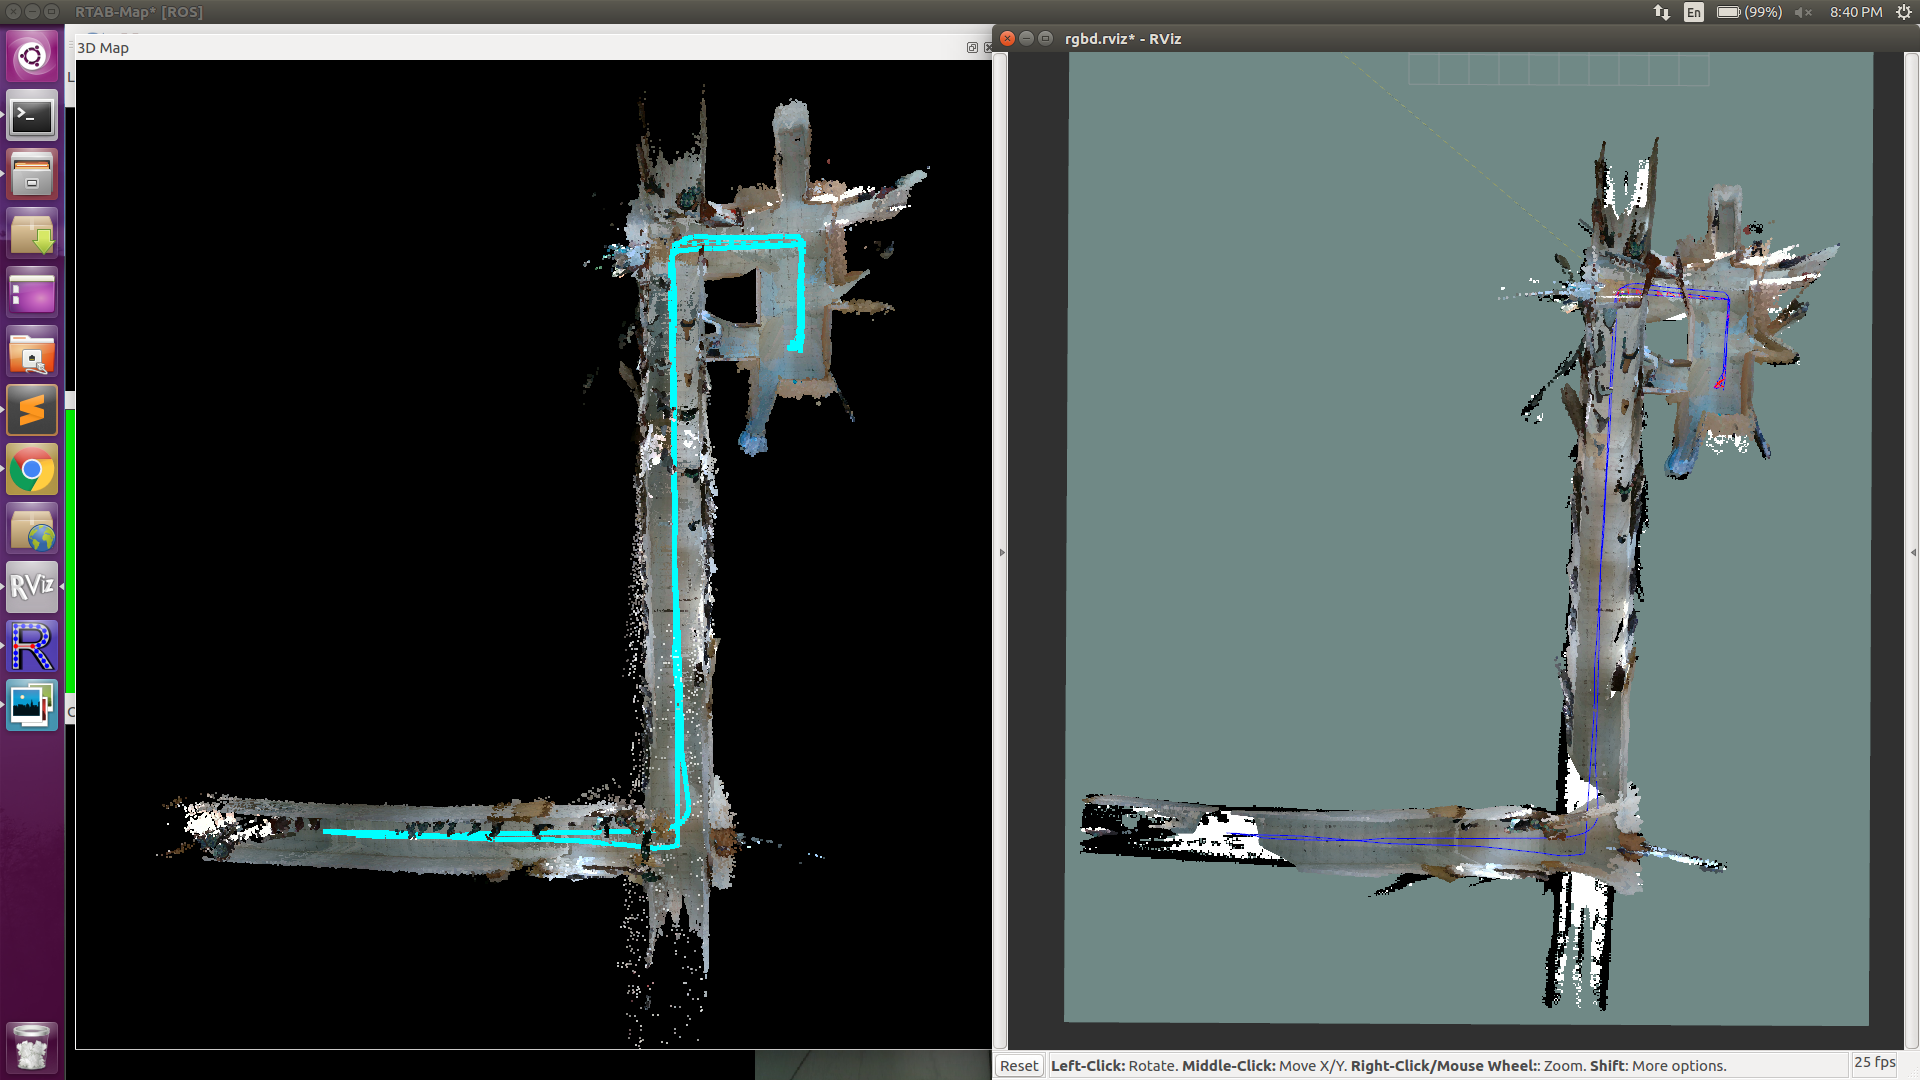 RTAB-Map* [ROS]
En
(99%)
8:40 PM
3D Map
rgbd.rviz* - RViz
L
RViz
R
C
Reset
Left-Click: Rotate. Middle-Click: Move X/Y. Right-Click/Mouse Wheel:: Zoom. Shift: More options.
25 fps